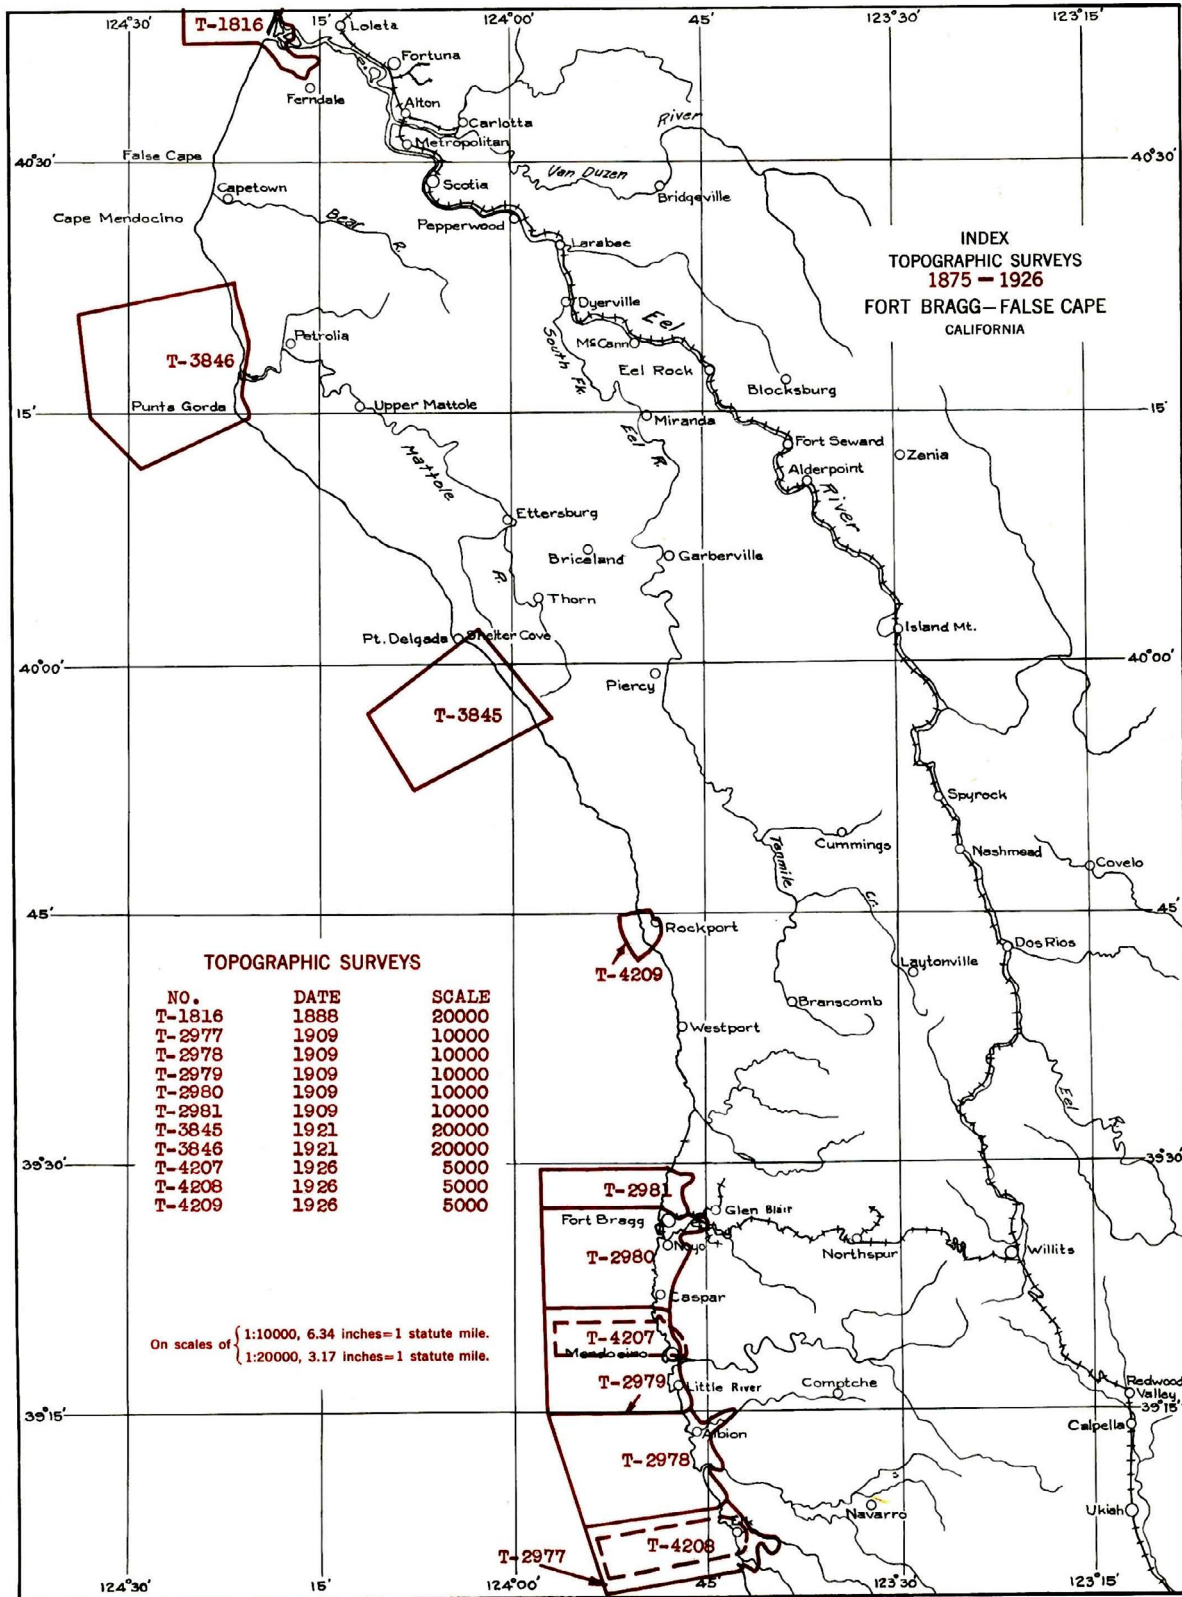 124°30'
15'
124°00'
45'
123°30'
123°15'
T-1816
Loleta
Fortuna
Ferndale
Alton
Carlotta
River
Metropolitan
40°30'
False Cape
40°30'
Van Duzen
Scotia
Capetown
Bridgeville
Cape Mendocino
Bear
R.
Pepperwood
Larabee
INDEX
TOPOGRAPHIC SURVEYS
1875 — 1926
FORT BRAGG—FALSE CAPE
CALIFORNIA
Dyerville
Eel
Petrolia
South Fk.
McCann
T-3846
Eel Rock
Blocksburg
15'
Punta Gorda
Upper Mattole
Miranda
15'
Eel R.
Fort Seward
Mattole
Zenia
Alderpoint
River
Ettersburg
Briceland
Garberville
R.
Thorn
Island Mt.
Pt. Delgada
Shelter Cove
40°00'
40°00'
Piercy
T-3845
Spyrock
Cummings
Tenmile
Nashmead
Covelo
Cr.
45'
45'
Rockport
Dos Rios
T-4209
Laytonville
Branscomb
Westport
TOPOGRAPHIC SURVEYS
NO. DATE SCALE
T-1816 1888 20000
T-2977 1909 10000
T-2978 1909 10000
T-2979 1909 10000
T-2980 1909 10000
T-2981 1909 10000
T-3845 1921 20000
T-3846 1921 20000
T-4207 1926 5000
T-4208 1926 5000
T-4209 1926 5000
Eel
R.
39°30'
39°30'
T-2981
Glen Blair
Fort Bragg
Noyo
T-2980
Northspur
Willits
Caspar
On scales of
1:10000, 6.34 inches=1 statute mile.
1:20000, 3.17 inches=1 statute mile.
T-4207
Mendocino
T-2979
Little River
Comptche
Redwood
Valley
39°15'
39°15'
Calpella
Albion
T-2978
Navarro
Ukiah
T-4208
T-2977
124°30'
15'
124°00'
45'
123°30'
123°15'